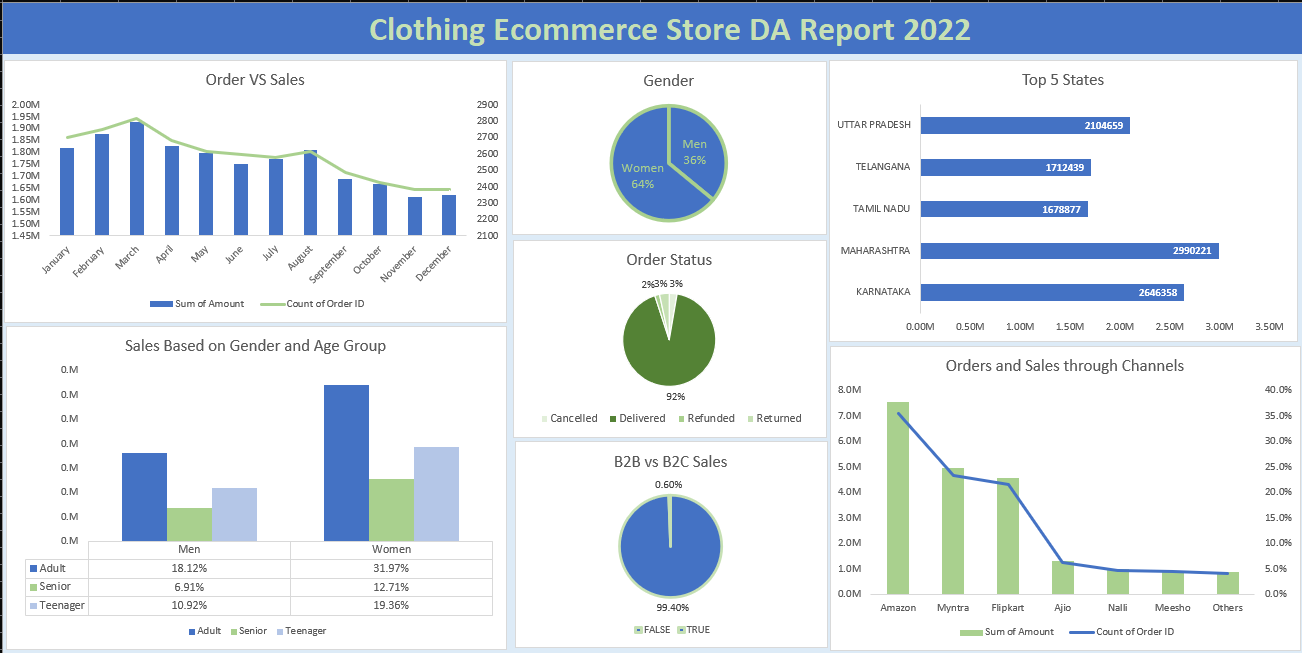 Clothing Ecommerce Store DA Report 2022
Order VS Sales
2.00M
1.95M
1.90M
1.85M
1.80M
1.75M
1.70M
1.65M
1.60M
1.55M
1.50M
1.45M
2900
2800
2700
2600
2500
2400
2300
2200
2100
January February March April May June July August September October November December
Sum of Amount Count of Order ID
Gender
Men
36%
Women
64%
Top 5 States
UTTAR PRADESH 2104659
TELANGANA 1712439
TAMIL NADU 1678877
MAHARASHTRA 2990221
KARNATAKA 2646358
0.00M 0.50M 1.00M 1.50M 2.00M 2.50M 3.00M 3.50M
Order Status
2% 3% 3%
92%
Cancelled Delivered Refunded Returned
Sales Based on Gender and Age Group
0.M
0.M
0.M
0.M
0.M
0.M
0.M
0.M
Men Women
Adult 18.12% 31.97%
Senior 6.91% 12.71%
Teenager 10.92% 19.36%
Adult Senior Teenager
B2B vs B2C Sales
0.60%
99.40%
FALSE TRUE
Orders and Sales through Channels
8.0M
7.0M
6.0M
5.0M
4.0M
3.0M
2.0M
1.0M
0.0M
40.0%
35.0%
30.0%
25.0%
20.0%
15.0%
10.0%
5.0%
0.0%
Amazon Myntra Flipkart Ajio Nalli Meesho Others
Sum of Amount Count of Order ID